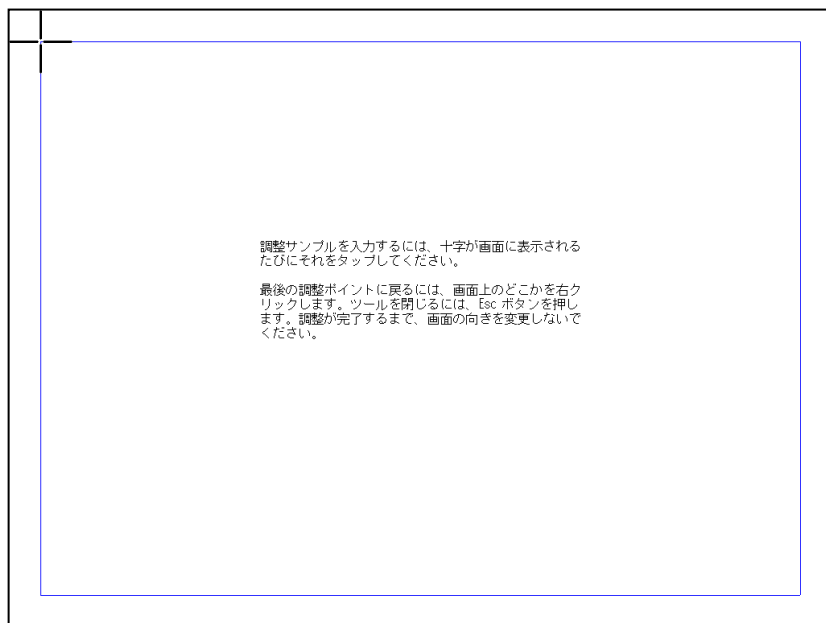 調整サンプルを入力するには、十字が画面に表示される
たびにそれをタップしてください。
最後の調整ポイントに戻るには、画面上のどこかを右ク
リックします。ツールを閉じるには、Esc ボタンを押し
ます。調整が完了するまで、画面の向きを変更しないで
ください。